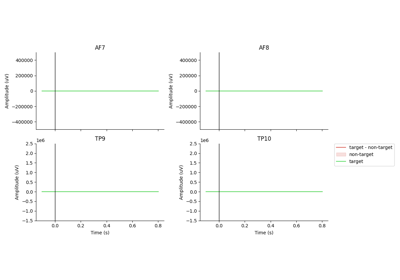 AF7
AF8
Amplitude (uV)
400000
200000
0
−200000
−400000
Amplitude (uV)
400000
200000
0
−200000
−400000
TP9
TP10
1e6
Amplitude (uV)
2.5
2.0
1.5
1.0
0.5
0.0
−0.5
−1.0
−1.5
0.0 0.2 0.4 0.6 0.8
Time (s)
1e6
Amplitude (uV)
2.5
2.0
1.5
1.0
0.5
0.0
−0.5
−1.0
−1.5
0.0 0.2 0.4 0.6 0.8
Time (s)
target - non-target
non-target
target